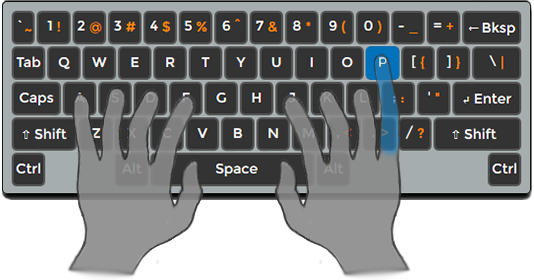 ` ~ 1 ! 2 @ 3 # 4 $ 5 % 6 ^ 7 & 8 * 9 ( 0 ) - _ = + ← Bksp
Tab Q W E R T Y U I O P [ { ] } \ |
Caps A S D F G H J K L ; : ' " ↲ Enter
⇧ Shift Z X C V B N M , < . > / ? ⇧ Shift
Ctrl Alt Space Alt Ctrl